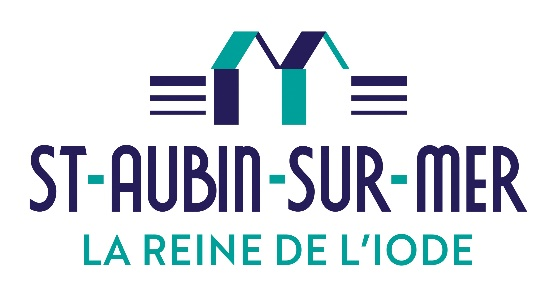 ST-AUBIN-SUR-MER
LA REINE DE L'IODE